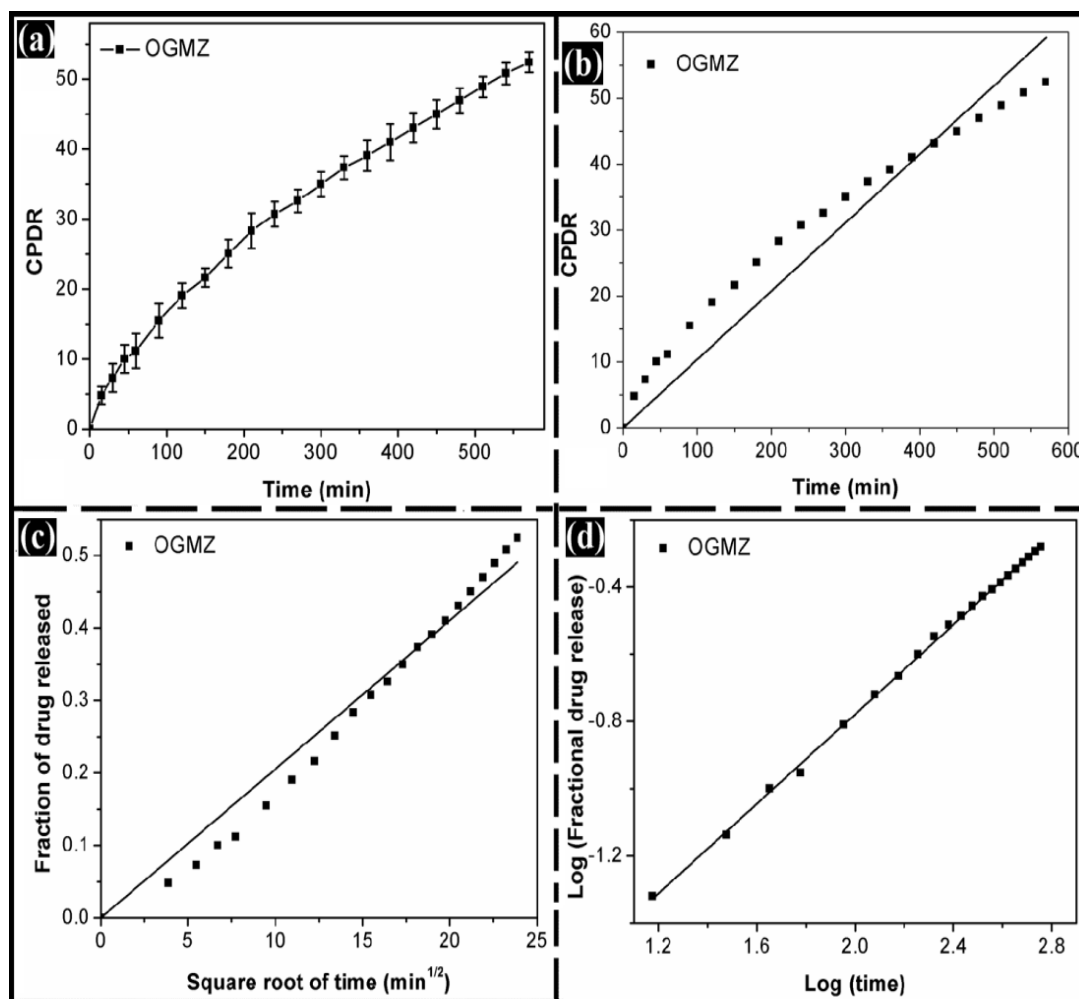 (a)
OGMZ
CPDR
50
40
30
20
10
0
0 100 200 300 400 500
Time (min)
(b)
OGMZ
CPDR
60
50
40
30
20
10
0
0 100 200 300 400 500 600
Time (min)
(c)
OGMZ
Fraction of drug released
0.5
0.4
0.3
0.2
0.1
0.0
0 5 10 15 20 25
Square root of time (min1/2)
(d)
OGMZ
Log (Fractional drug release)
-0.4
-0.8
-1.2
1.2 1.6 2.0 2.4 2.8
Log (time)